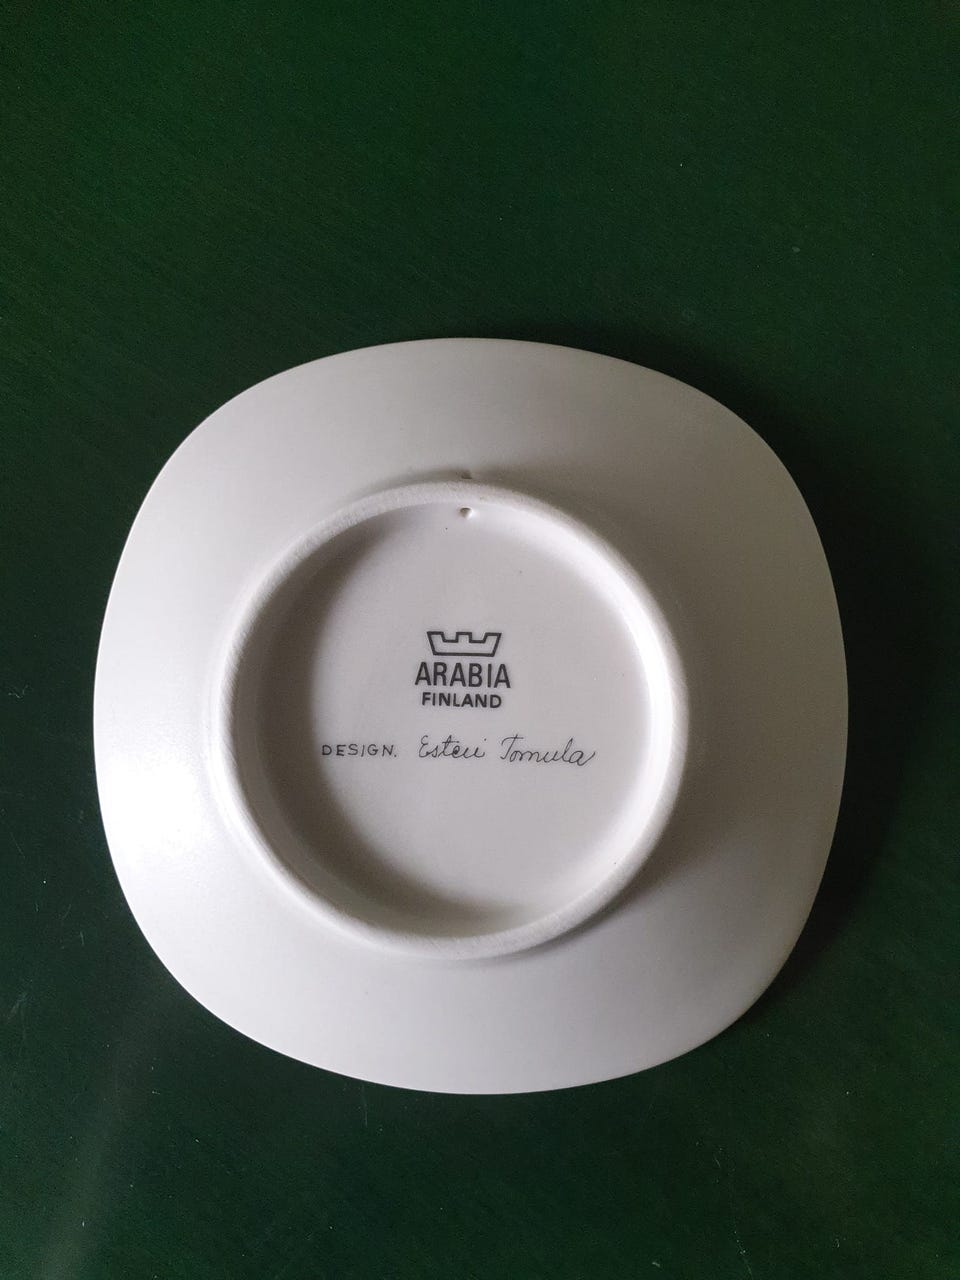 ARABIA
FINLAND
DESIGN. Esteri Tomula